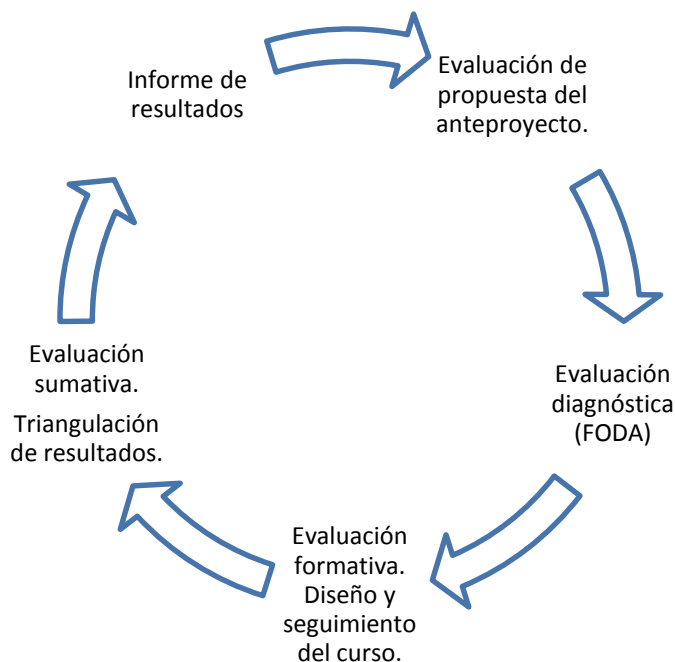 Informe de
resultados
Evaluación de
propuesta del
anteproyecto.
Evaluación
diagnóstica
(FODA)
Evaluación
formativa.
Diseño y
seguimiento
del curso.
Evaluación
sumativa.
Triangulación
de resultados.